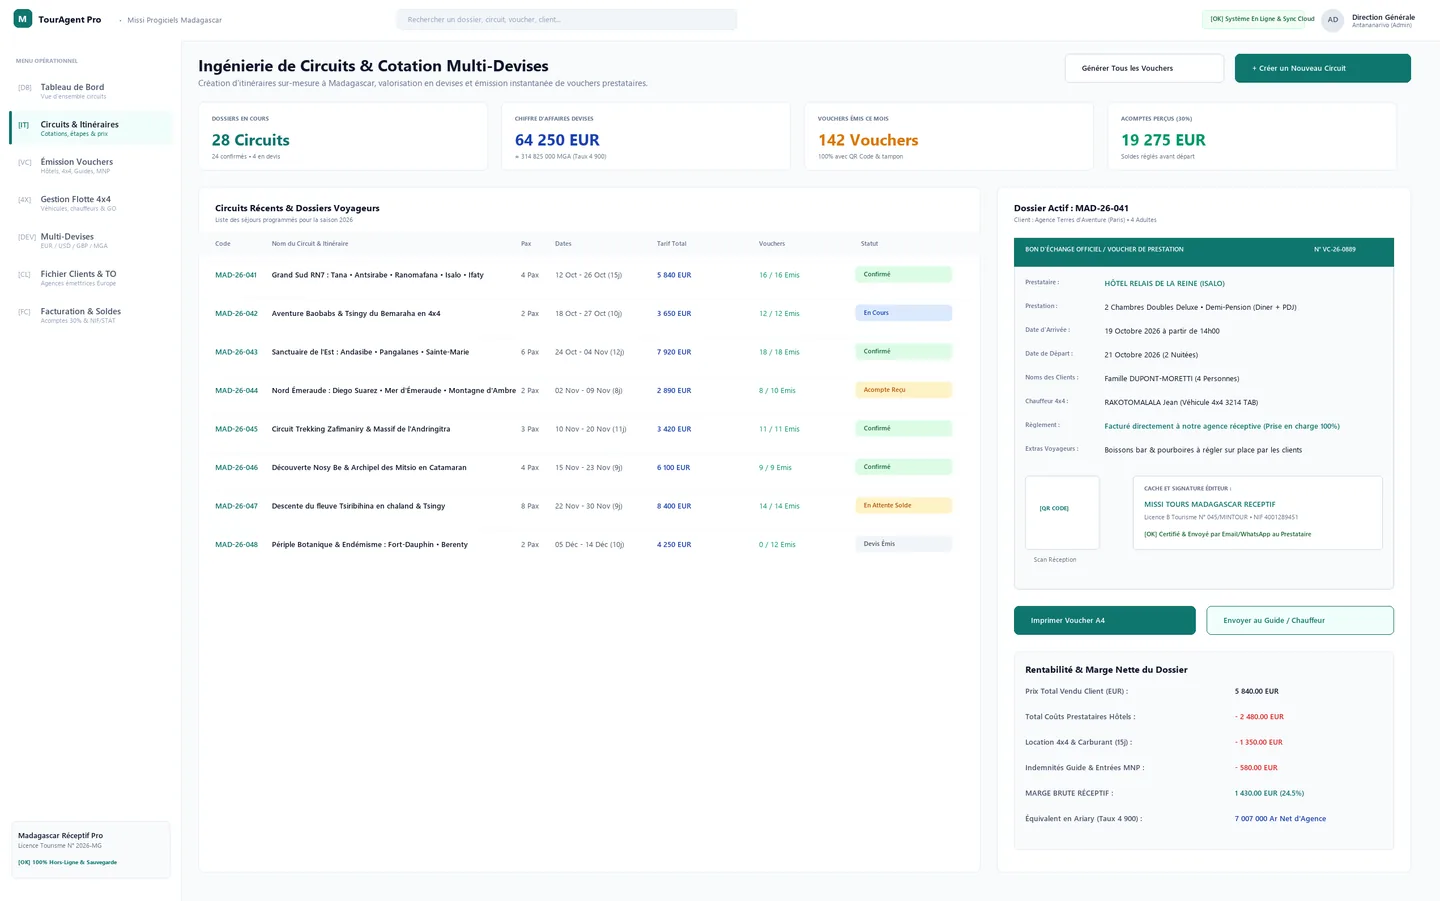 M TourAgent Pro • Missi Progiciels Madagascar
Rechercher un dossier, circuit, voucher, client...
[OK] Système En Ligne & Sync Cloud
AD
Direction Générale
Antananarivo (Admin)
MENU OPÉRATIONNEL
[DB] Tableau de Bord
Vue d'ensemble circuits
[IT] Circuits & Itinéraires
Cotations, étapes & prix
[VC] Émission Vouchers
Hôtels, 4x4, Guides, MNP
[4X] Gestion Flotte 4x4
Véhicules, chauffeurs & GO
[DEV] Multi-Devises
EUR / USD / GBP / MGA
[CL] Fichier Clients & TO
Agences émettrices Europe
[FC] Facturation & Soldes
Acomptes 30% & NIF/STAT
Madagascar Réceptif Pro
Licence Tourisme N° 2026-MG
[OK] 100% Hors-Ligne & Sauvegarde
Ingénierie de Circuits & Cotation Multi-Devises
Création d'itinéraires sur-mesure à Madagascar, valorisation en devises et émission instantanée de vouchers prestataires.
Générer Tous les Vouchers
+ Créer un Nouveau Circuit
DOSSIERS EN COURS
28 Circuits
24 confirmés • 4 en devis
CHIFFRE D'AFFAIRES DEVISES
64 250 EUR
≈ 314 825 000 MGA (Taux 4 900)
VOUCHERS ÉMIS CE MOIS
142 Vouchers
100% avec QR Code & tampon
ACOMPTES PERÇUS (30%)
19 275 EUR
Soldes réglés avant départ
Circuits Récents & Dossiers Voyageurs
Liste des séjours programmés pour la saison 2026
Code Nom du Circuit & Itinéraire Pax Dates Tarif Total Vouchers Statut
MAD-26-041 Grand Sud RN7 : Tana • Antsirabe • Ranomafana • Isalo • Ifaty 4 Pax 12 Oct - 26 Oct (15j) 5 840 EUR 16 / 16 Emis Confirmé
MAD-26-042 Aventure Baobabs & Tsingy du Bemaraha en 4x4 2 Pax 18 Oct - 27 Oct (10j) 3 650 EUR 12 / 12 Emis En Cours
MAD-26-043 Sanctuaire de l'Est : Andasibe • Pangalanes • Sainte-Marie 6 Pax 24 Oct - 04 Nov (12j) 7 920 EUR 18 / 18 Emis Confirmé
MAD-26-044 Nord Émeraude : Diego Suarez • Mer d'Émeraude • Montagne d'Ambre 2 Pax 02 Nov - 09 Nov (8j) 2 890 EUR 8 / 10 Emis Acompte Reçu
MAD-26-045 Circuit Trekking Zafimaniry & Massif de l'Andringitra 3 Pax 10 Nov - 20 Nov (11j) 3 420 EUR 11 / 11 Emis Confirmé
MAD-26-046 Découverte Nosy Be & Archipel des Mitsio en Catamaran 4 Pax 15 Nov - 23 Nov (9j) 6 100 EUR 9 / 9 Emis Confirmé
MAD-26-047 Descente du fleuve Tsiribihina en chaland & Tsingy 8 Pax 22 Nov - 30 Nov (9j) 8 400 EUR 14 / 14 Emis En Attente Solde
MAD-26-048 Périple Botanique & Endémisme : Fort-Dauphin • Berenty 2 Pax 05 Déc - 14 Déc (10j) 4 250 EUR 0 / 12 Emis Devis Émis
Dossier Actif : MAD-26-041
Client : Agence Terres d'Aventure (Paris) • 4 Adultes
BON D'ÉCHANGE OFFICIEL / VOUCHER DE PRESTATION N° VC-26-0889
Prestataire : HÔTEL RELAIS DE LA REINE (ISALO)
Prestation : 2 Chambres Doubles Deluxe • Demi-Pension (Diner + PDJ)
Date d'Arrivée : 19 Octobre 2026 à partir de 14h00
Date de Départ : 21 Octobre 2026 (2 Nuitées)
Noms des Clients : Famille DUPONT-MORETTI (4 Personnes)
Chauffeur 4x4 : RAKOTOMALALA Jean (Véhicule 4x4 3214 TAB)
Règlement : Facturé directement à notre agence réceptive (Prise en charge 100%)
Extras Voyageurs : Boissons bar & pourboires à régler sur place par les clients
[QR CODE]
Scan Réception
CACHE ET SIGNATURE ÉDITEUR :
MISSI TOURS MADAGASCAR RECEPTIF
Licence B Tourisme N° 045/MINTOUR • NIF 4001289451
[OK] Certifié & Envoyé par Email/WhatsApp au Prestataire
Imprimer Voucher A4
Envoyer au Guide / Chauffeur
Rentabilité & Marge Nette du Dossier
Prix Total Vendu Client (EUR) : 5 840.00 EUR
Total Coûts Prestataires Hôtels : - 2 480.00 EUR
Location 4x4 & Carburant (15j) : - 1 350.00 EUR
Indemnités Guide & Entrées MNP : - 580.00 EUR
MARGE BRUTE RÉCEPTIF : 1 430.00 EUR (24.5%)
Équivalent en Ariary (Taux 4 900) : 7 007 000 Ar Net d'Agence